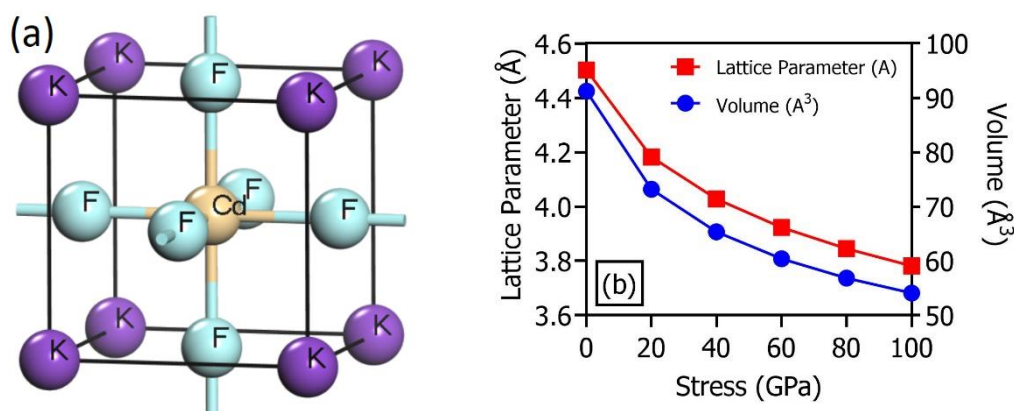 (a)
K
K
K
K
F
F
F
Cd
F
F
F
K
K
K
K
4.6
4.4
4.2
4.0
3.8
3.6
Lattice Parameter (Å)
Lattice Parameter (A)
Volume (A³)
(b)
100
90
80
70
60
50
Volume (Å³)
0 20 40 60 80 100
Stress (GPa)